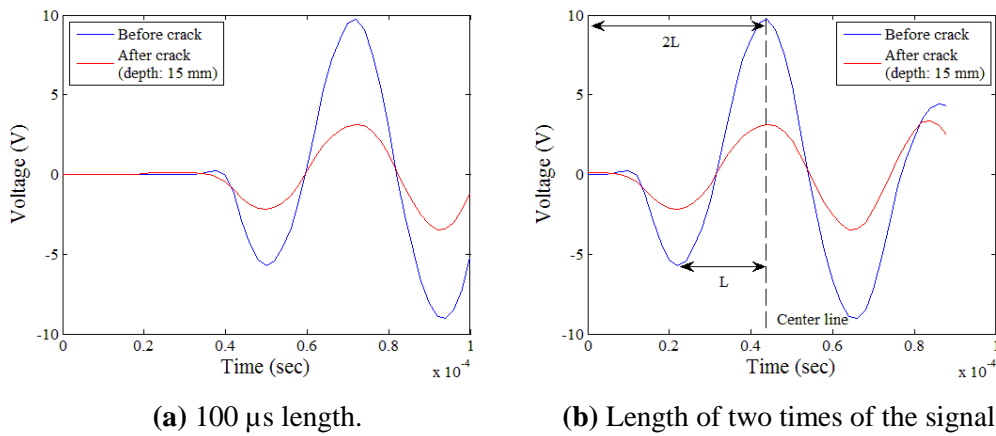 Before crack
After crack
(depth: 15 mm)
10
5
0
-5
-10
Voltage (V)
0
0.2
0.4
0.6
0.8
1
Time (sec)
x 10-4
(a) 100 µs length.
2L
Before crack
After crack
(depth: 15 mm)
10
5
0
-5
-10
Voltage (V)
L
Center line
0
0.2
0.4
0.6
0.8
1
Time (sec)
x 10-4
(b) Length of two times of the signal